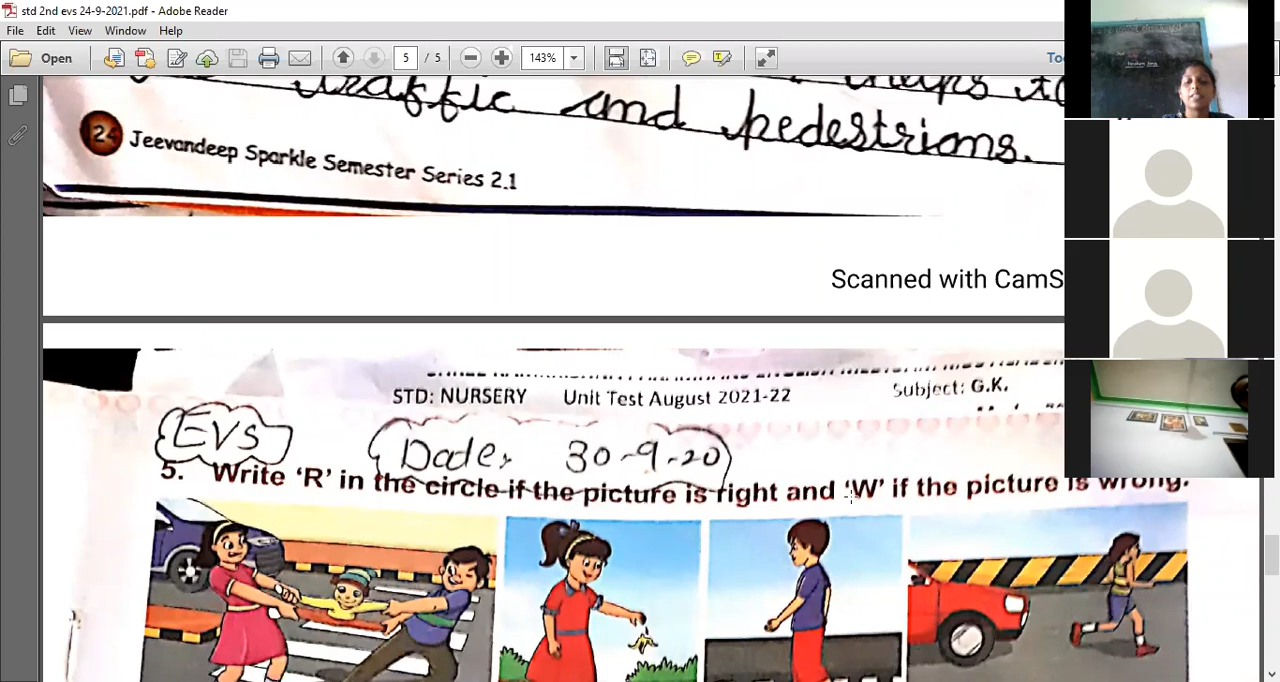 std 2nd evs 24-9-2021.pdf - Adobe Reader
File Edit View Window Help
Open 5 / 5 143% To
traffic and pedestrians.
124 Jeevandeep Sparkle Semester Series 2.1
Scanned with CamS
STD: NURSERY Unit Test August 2021-22 Subject: G.K.
EVS Date, 30-9-20
5. Write ‘R’ in the circle if the picture is right and ‘W’ if the picture is wrong.